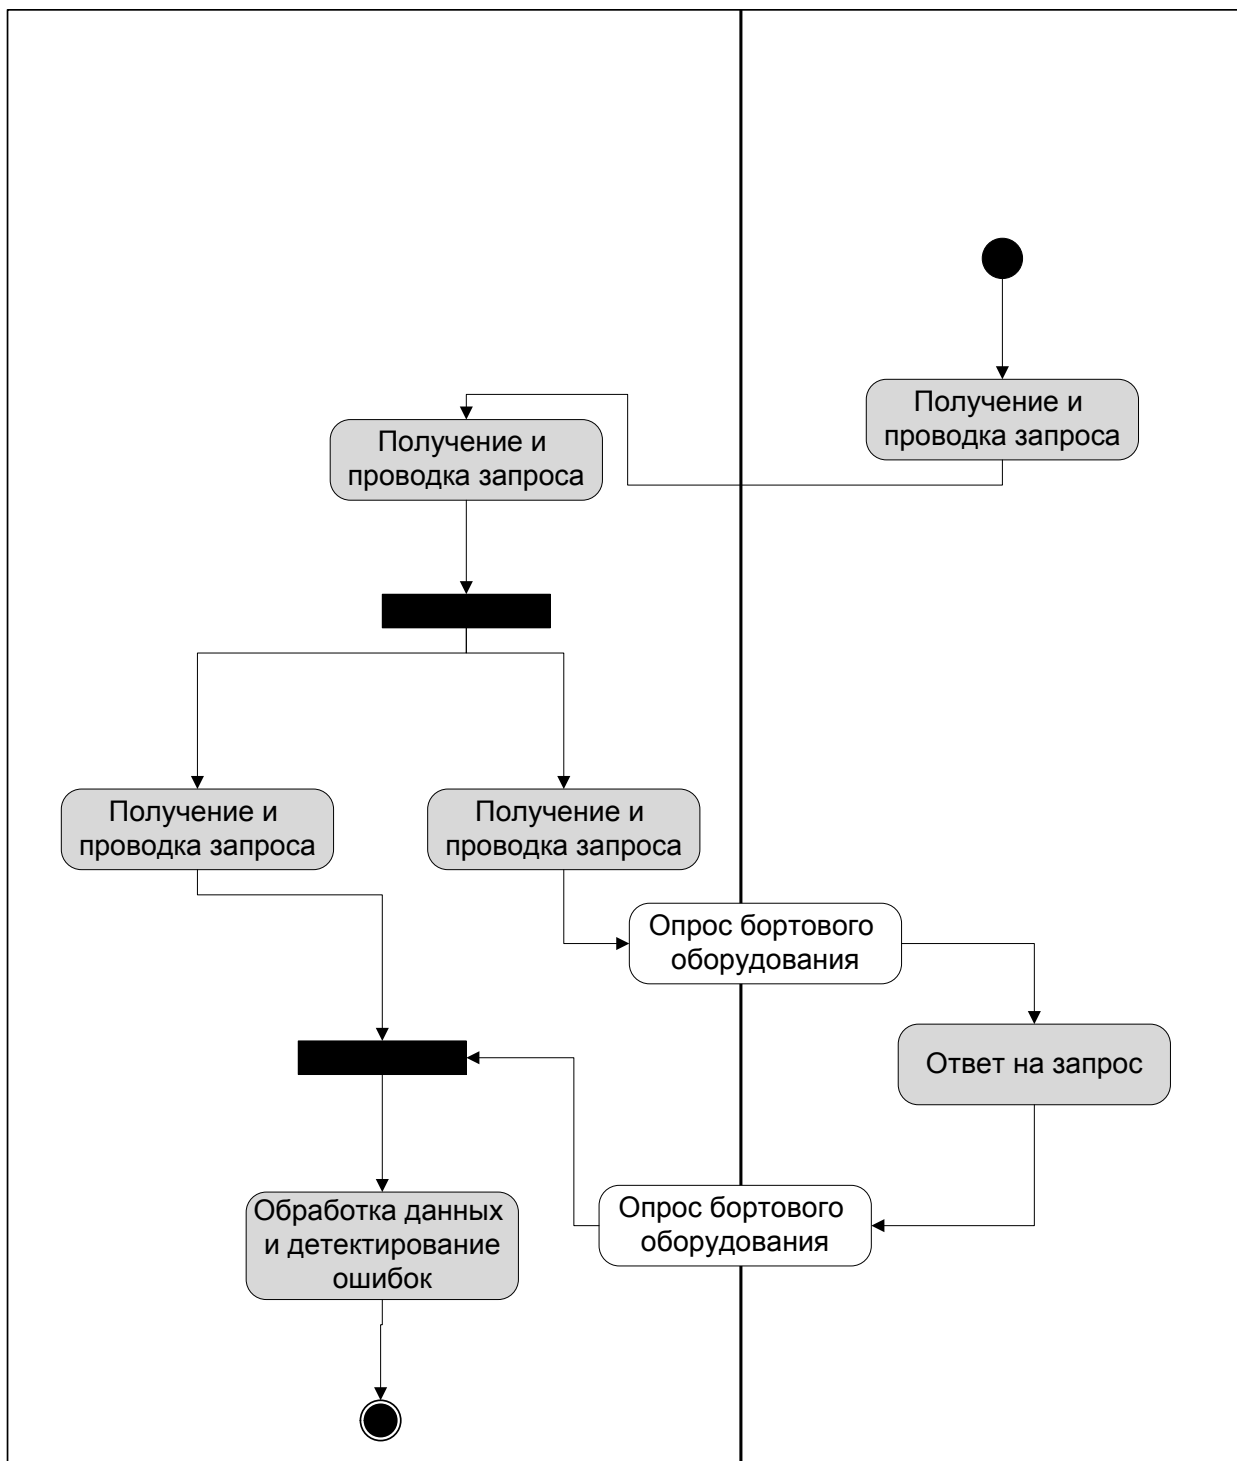 Получение и
проводка запроса
Получение и
проводка запроса
Получение и
проводка запроса
Получение и
проводка запроса
Опрос бортового
оборудования
Ответ на запрос
Опрос бортового
оборудования
Обработка данных
и детектирование
ошибок